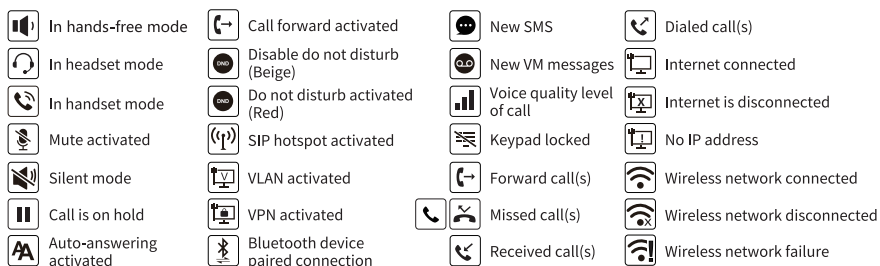 In hands-free mode
In headset mode
In handset mode
Mute activated
Silent mode
Call is on hold
AA
Auto-answering
activated
Call forward activated
DND
Disable do not disturb
(Beige)
DND
Do not disturb activated
(Red)
SIP hotspot activated
V
VLAN activated
VPN activated
Bluetooth device
paired connection
New SMS
New VM messages
Voice quality level
of call
Keypad locked
Forward call(s)
Missed call(s)
Received call(s)
Dialed call(s)
Internet connected
X
Internet is disconnected
!
No IP address
Wireless network connected
x
Wireless network disconnected
!
Wireless network failure